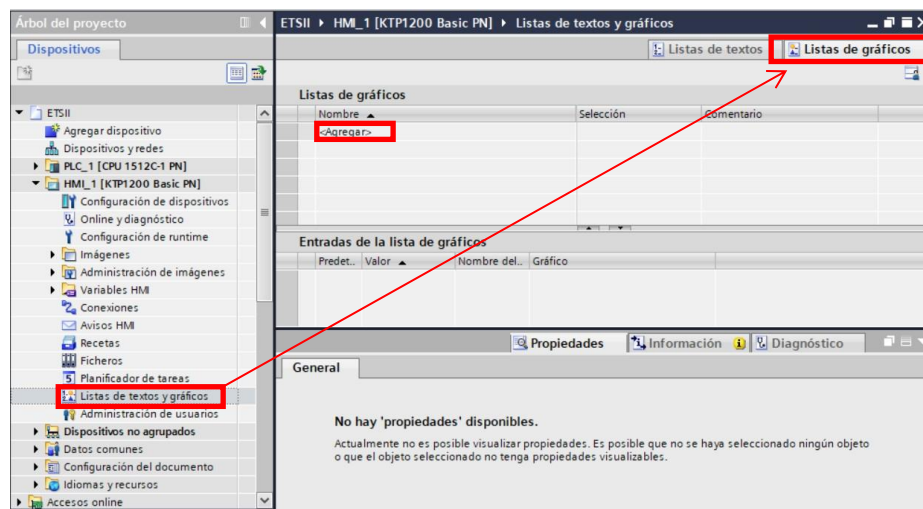 Árbol del proyecto
Dispositivos
ETSII
Agregar dispositivo
Dispositivos y redes
PLC_1 [CPU 1512C-1 PN]
HMI_1 [KTP1200 Basic PN]
Configuración de dispositivos
Online y diagnóstico
Configuración de runtime
Imágenes
Administración de imágenes
Variables HMI
Conexiones
Avisos HMI
Recetas
Ficheros
Planificador de tareas
Listas de textos y gráficos
Administración de usuarios
Dispositivos no agrupados
Datos comunes
Configuración del documento
Idiomas y recursos
Accesos online
ETSII HMI_1 [KTP1200 Basic PN] Listas de textos y gráficos
Listas de textos Listas de gráficos
Listas de gráficos
Nombre Selección Comentario
<Agregar>
Entradas de la lista de gráficos
Predet... Valor Nombre del... Gráfico
Propiedades Información Diagnóstico
General
No hay 'propiedades' disponibles.
Actualmente no es posible visualizar propiedades. Es posible que no se haya seleccionado ningún objeto
o que el objeto seleccionado no tenga propiedades visualizables.